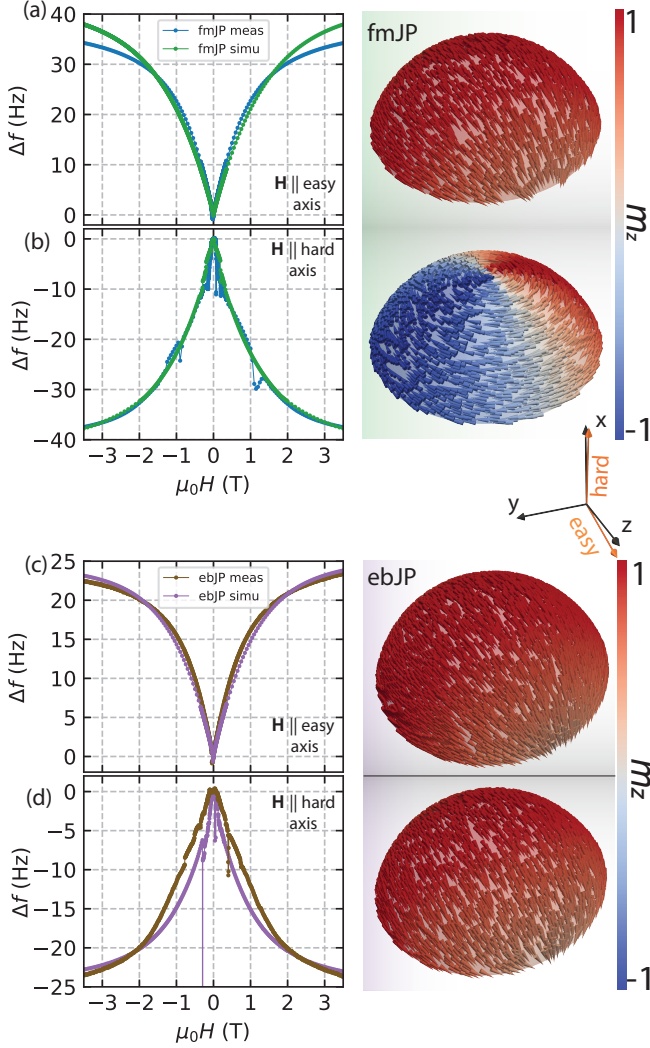 (a)
40
30
20
10
0
Δf (Hz)
fmJP meas
fmJP simu
H || easy
axis
(b)
0
−10
−20
−30
−40
Δf (Hz)
H || hard
axis
−3 −2 −1 0 1 2 3
μ₀H (T)
fmJP
1
m_z
-1
x
hard
y
z
easy
(c)
25
20
15
10
5
0
Δf (Hz)
ebJP meas
ebJP simu
H || easy
axis
(d)
0
−5
−10
−15
−20
−25
Δf (Hz)
H || hard
axis
−3 −2 −1 0 1 2 3
μ₀H (T)
ebJP
1
m_z
-1